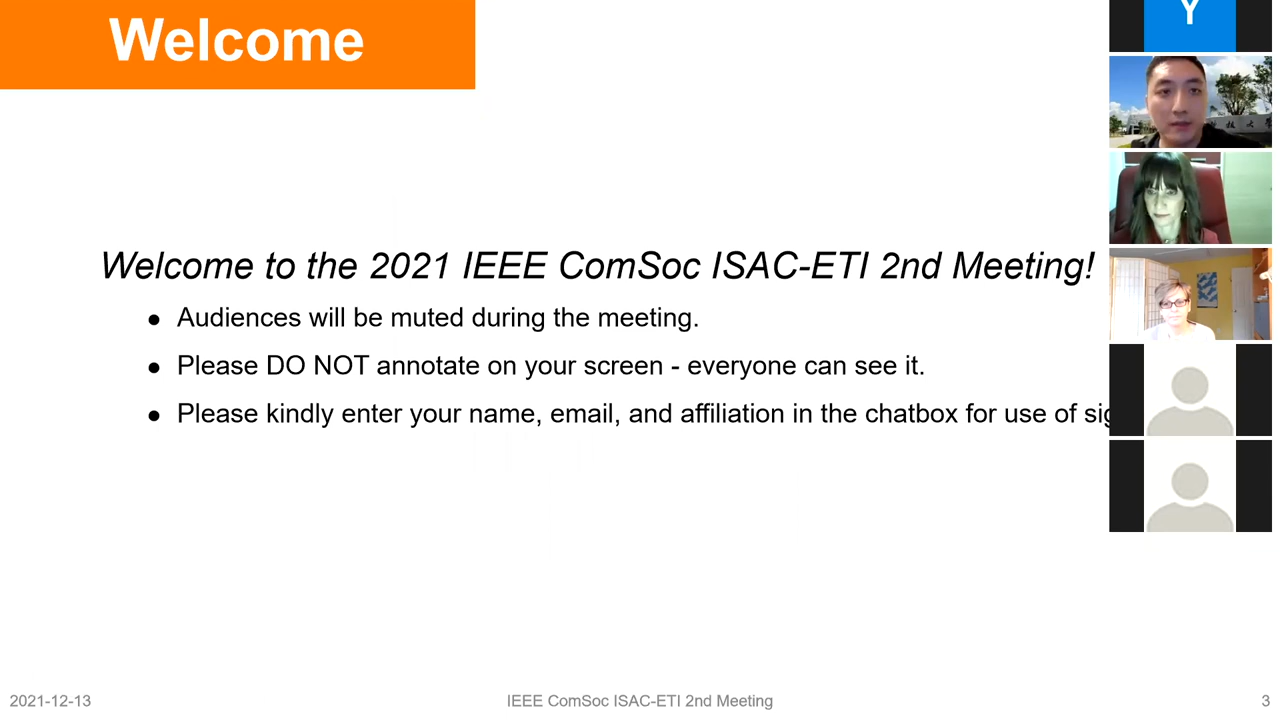 Welcome
Y
Welcome to the 2021 IEEE ComSoc ISAC-ETI 2nd Meeting!
● Audiences will be muted during the meeting.
● Please DO NOT annotate on your screen - everyone can see it.
● Please kindly enter your name, email, and affiliation in the chatbox for use of
2021-12-13
IEEE ComSoc ISAC-ETI 2nd Meeting
3